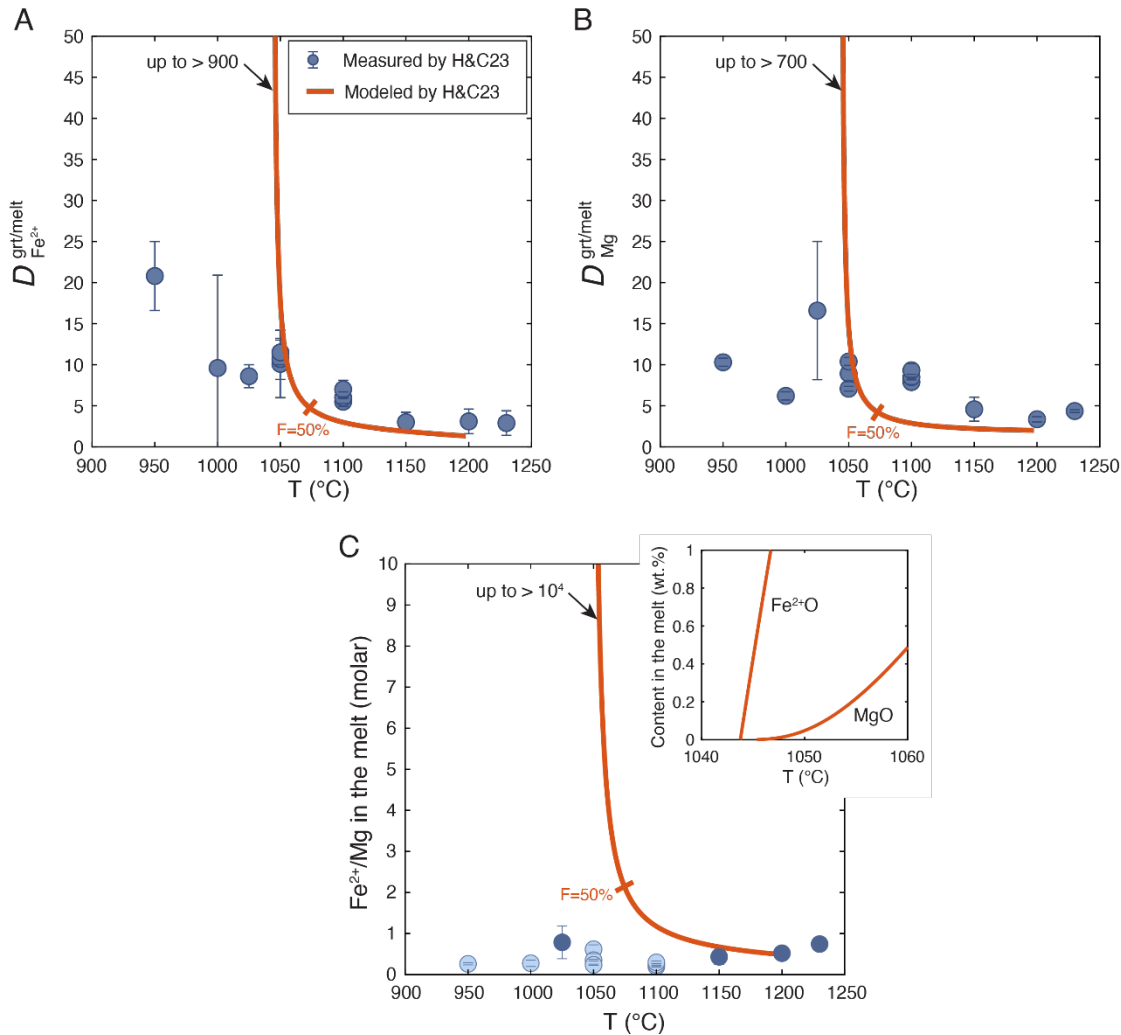 A
50
45
40
35
30
25
20
15
10
5
0
D grt/melt Fe²⁺
up to > 900
Measured by H&C23
Modeled by H&C23
F=50%
900 950 1000 1050 1100 1150 1200 1250
T (°C)
B
50
45
40
35
30
25
20
15
10
5
0
D grt/melt Mg
up to > 700
F=50%
900 950 1000 1050 1100 1150 1200 1250
T (°C)
C
10
9
8
7
6
5
4
3
2
1
0
Fe²⁺/Mg in the melt (molar)
up to > 10⁴
F=50%
900 950 1000 1050 1100 1150 1200 1250
T (°C)
1
0.8
0.6
0.4
0.2
0
Content in the melt (wt.%)
Fe²⁺O
MgO
1040 1050 1060
T (°C)